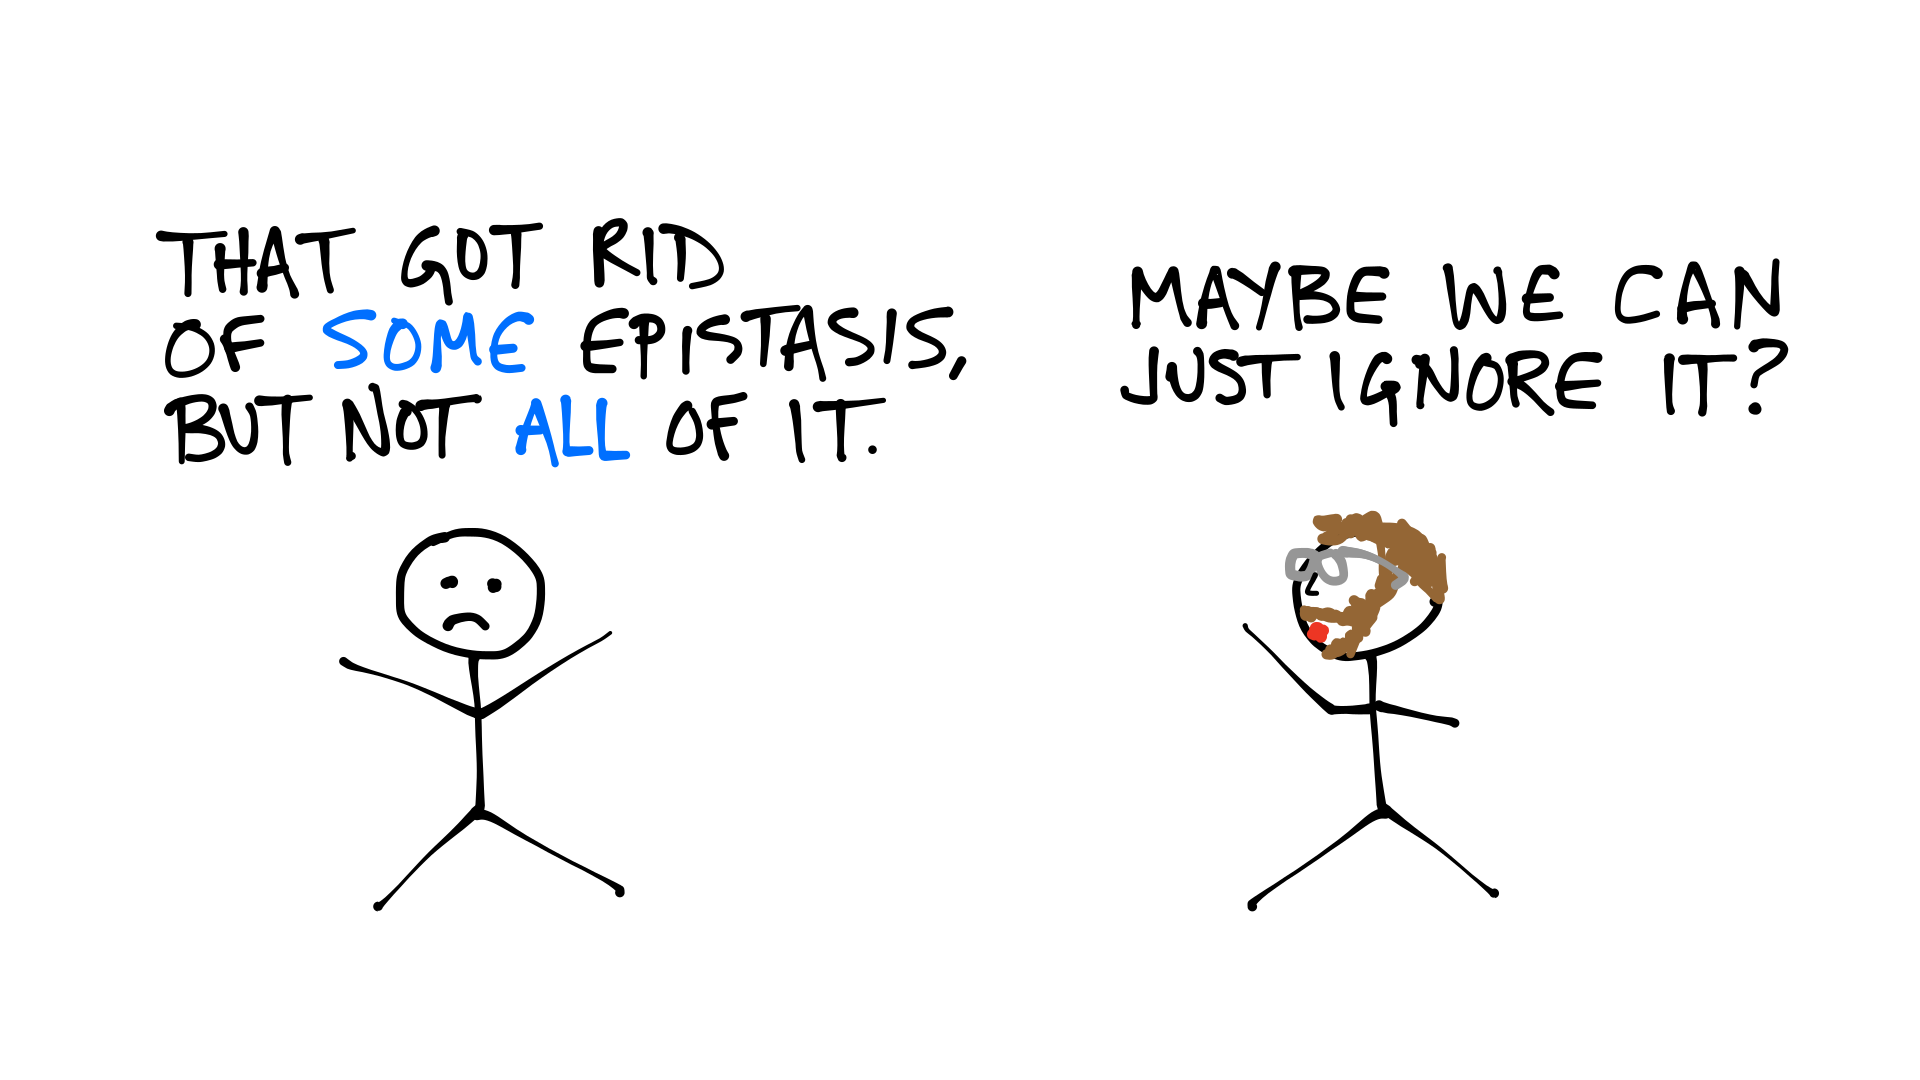 THAT GOT RID
OF SOME EPISTASIS,
BUT NOT ALL OF IT.
MAYBE WE CAN
JUST IGNORE IT?